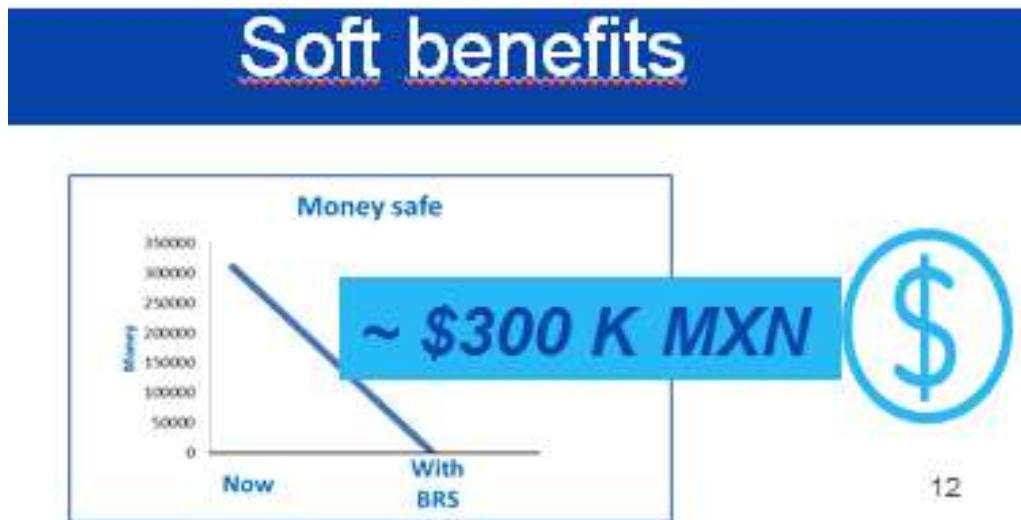 Soft benefits
Money safe
350000
300000
250000
200000
150000
100000
50000
0
Money
Now
With
BRS
~ $300 K MXN
$
12